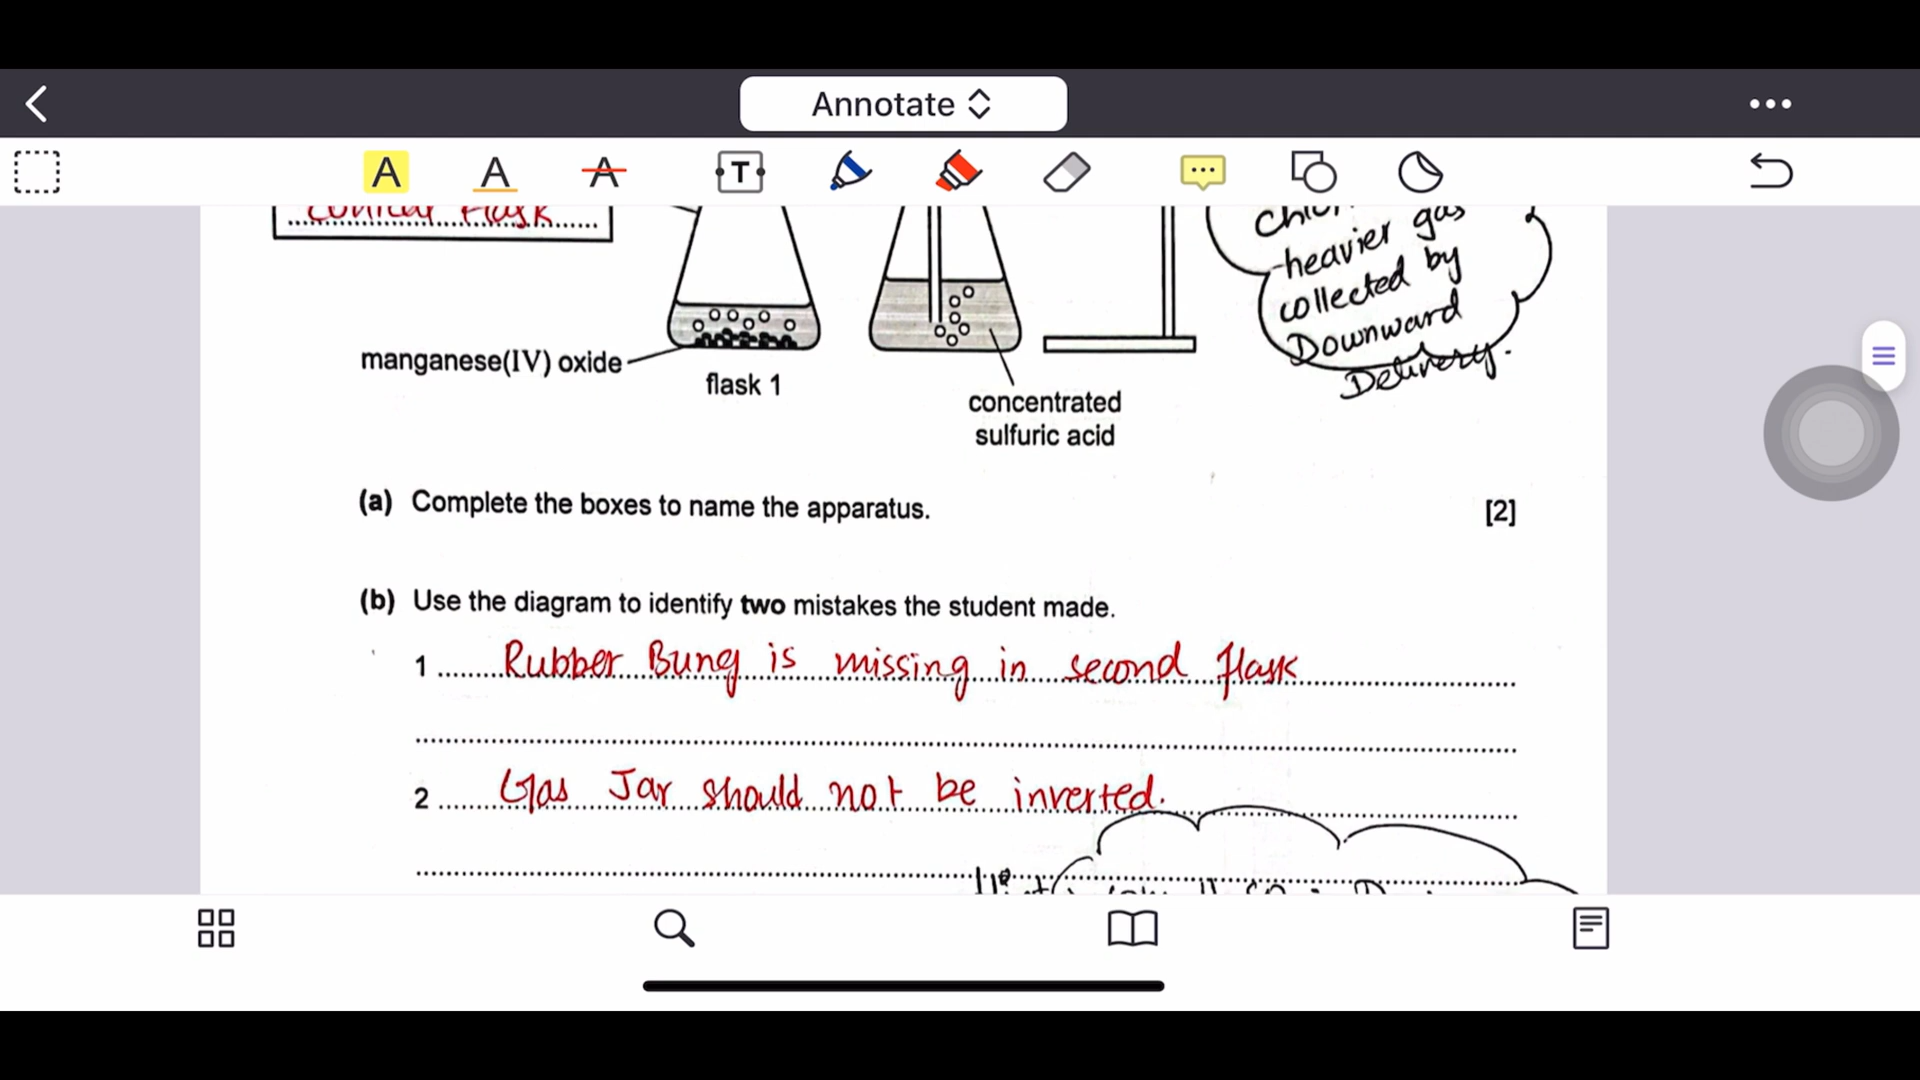 Annotate
A A A T
Conical Flask
heavier gas
collected by
Downward
Delivery.
manganese(IV) oxide
flask 1
concentrated
sulfuric acid
(a) Complete the boxes to name the apparatus. [2]
(b) Use the diagram to identify two mistakes the student made.
1 Rubber Bung is missing in second flask
2 Gas Jar should not be inverted.